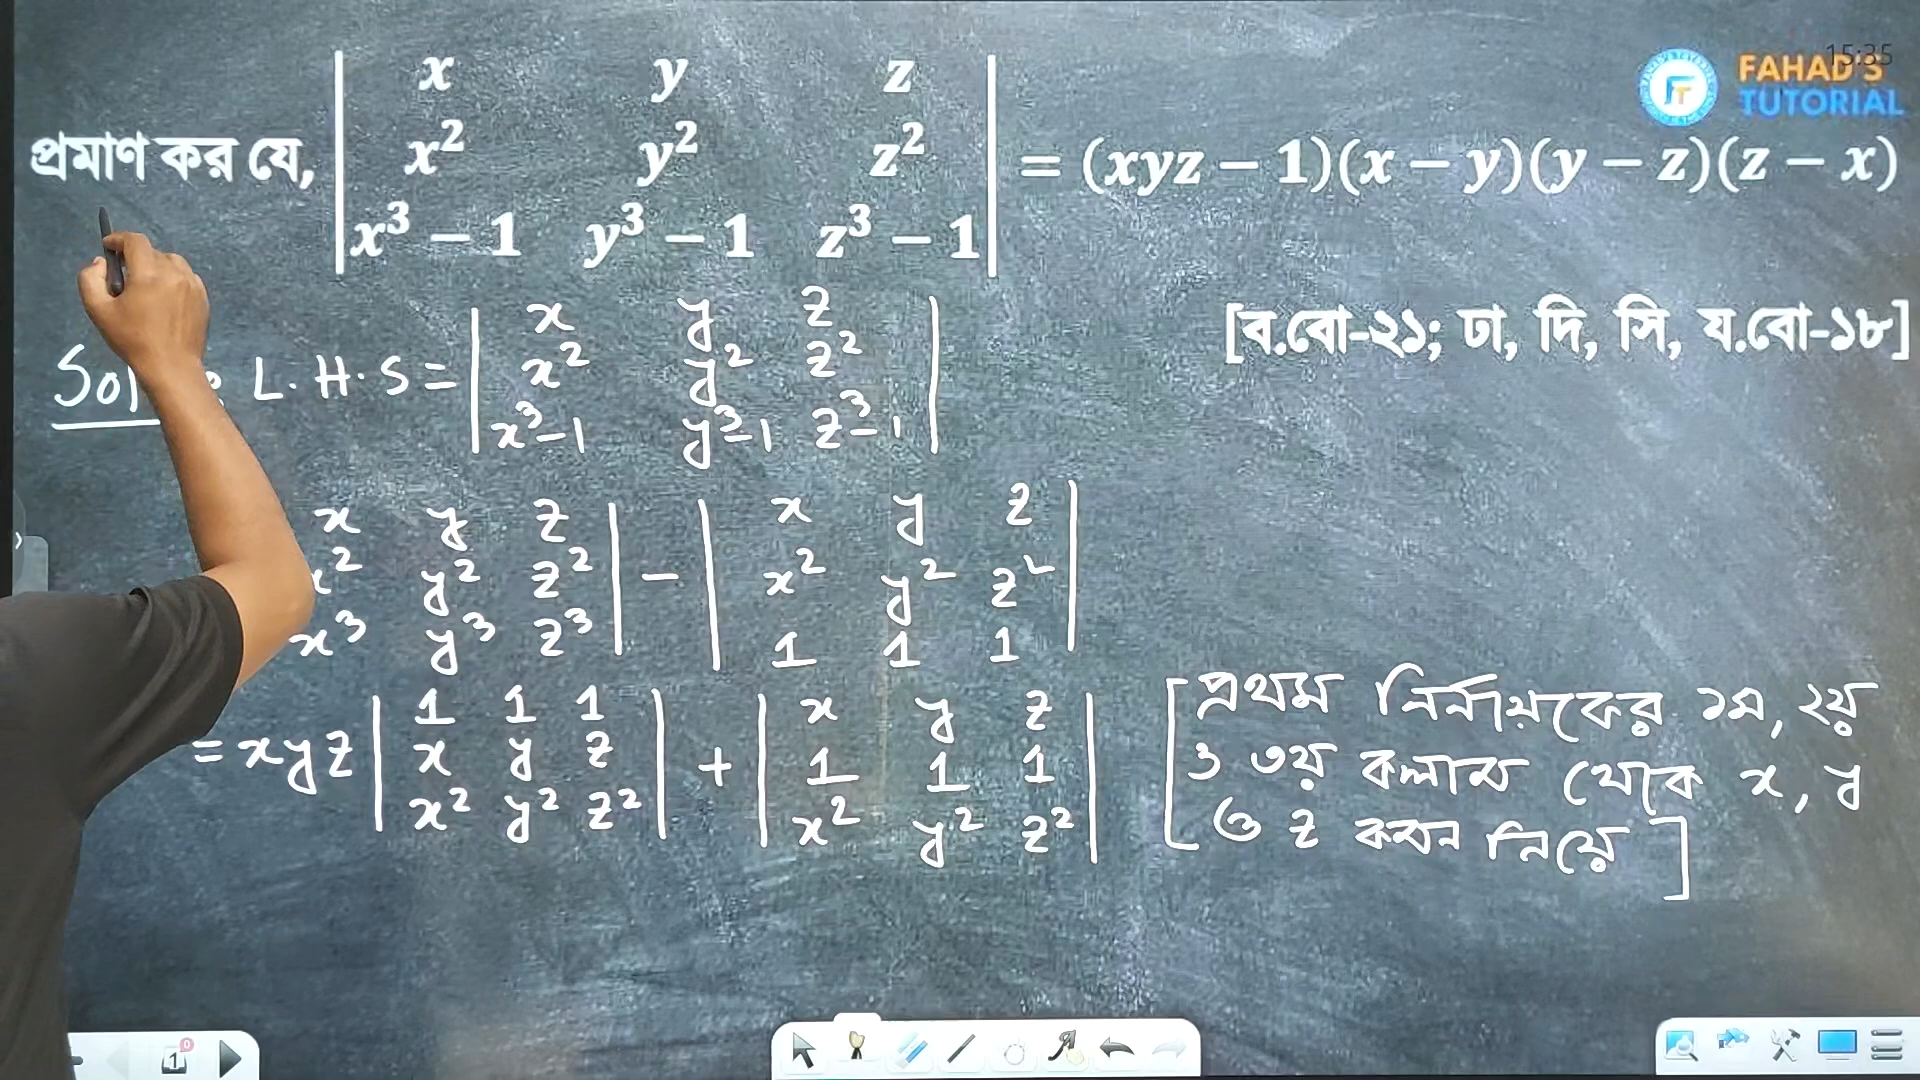 15:35
FAHAD'S
TUTORIAL
প্রমাণ কর যে, | x y z |
| x² y² z² | = (xyz − 1)(x − y)(y − z)(z − x)
| x³ − 1 y³ − 1 z³ − 1 |
[ব.বো-২১; ঢা, দি, সি, য.বো-১৮]
L.H.S = | x y z |
| x² y² z² |
| x³−1 y³−1 z³−1 |
x y z | − | x y z |
x² y² z² | − | x² y² z² |
x³ y³ z³ | | 1 1 1 |
= xyz | 1 1 1 | + | x y z |
| x y z | | 1 1 1 |
| x² y² z² | | x² y² z² |
[প্রথম নির্নায়কের ১ম, ২য়
ও ৩য় কলাম থেকে x, y
ও z কমন নিয়ে]
1
0